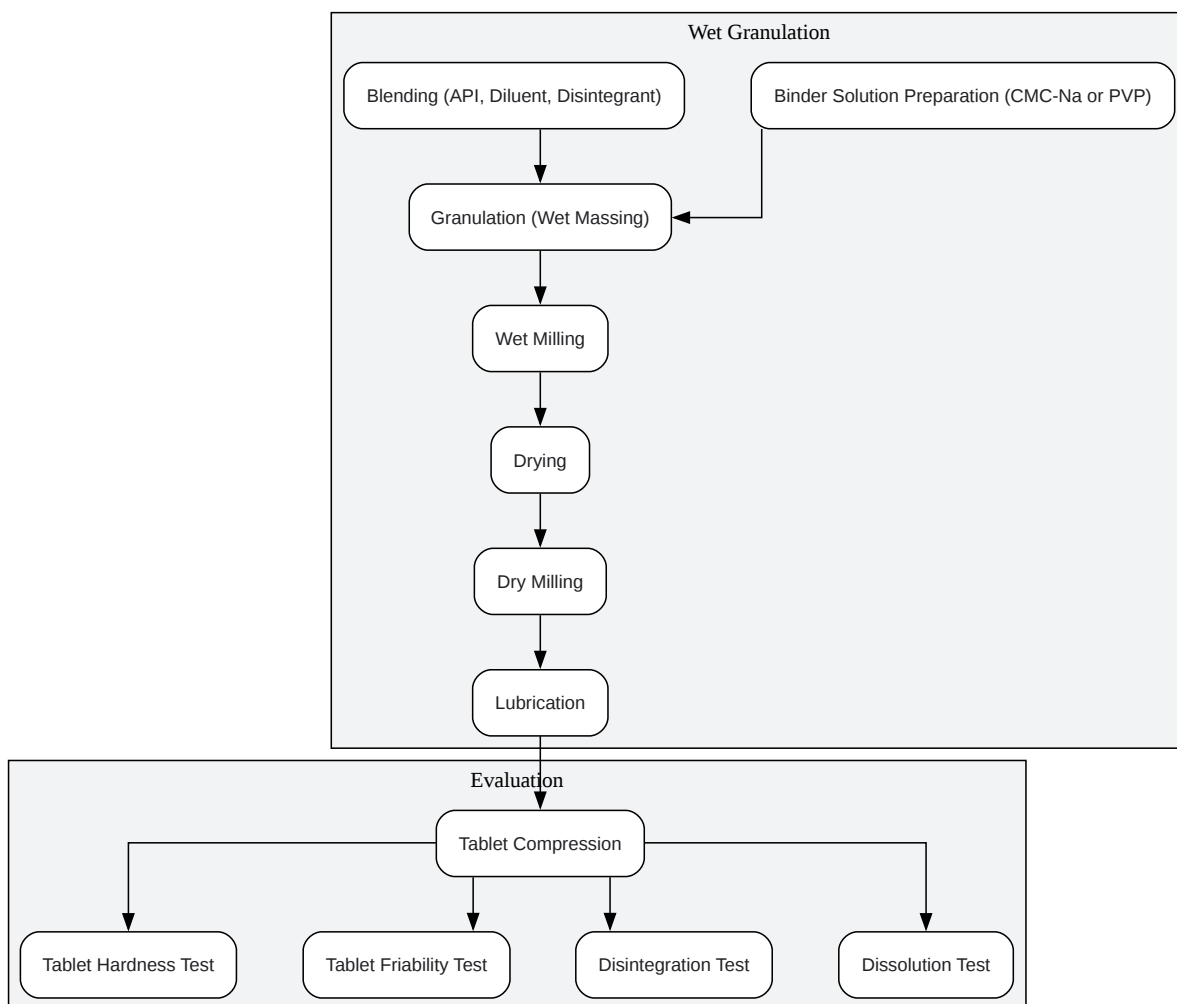 Wet Granulation
Blending (API, Diluent, Disintegrant)
Binder Solution Preparation (CMC-Na or PVP)
Granulation (Wet Massing)
Wet Milling
Drying
Dry Milling
Lubrication
Evaluation
Tablet Compression
Tablet Hardness Test
Tablet Friability Test
Disintegration Test
Dissolution Test